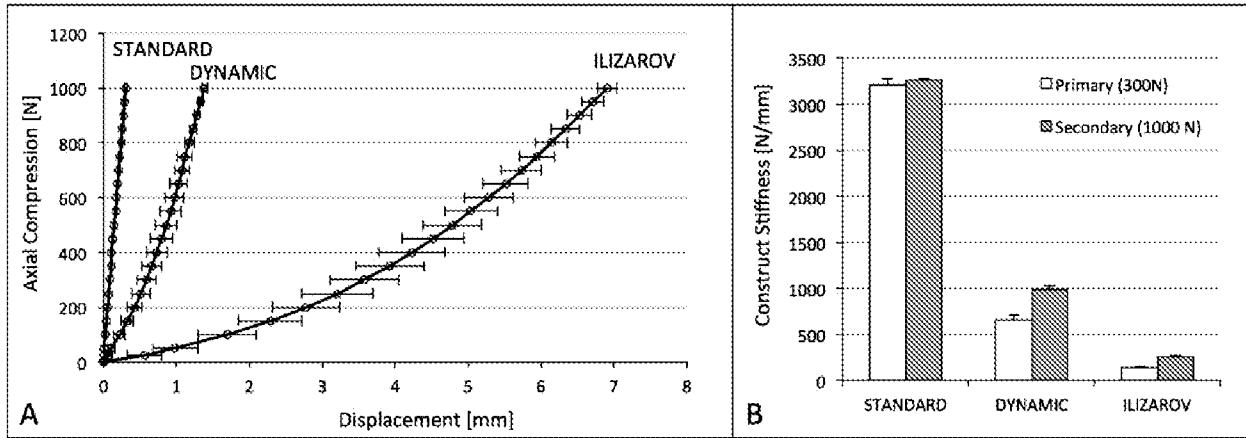 1200
1000
800
600
400
200
0
Axial Compression [N]
STANDARD
DYNAMIC
ILIZAROV
0 1 2 3 4 5 6 7 8
Displacement [mm]
A
3500
3000
2500
2000
1500
1000
500
0
Construct Stiffness [N/mm]
Primary (300N)
Secondary (1000 N)
STANDARD DYNAMIC ILIZAROV
B